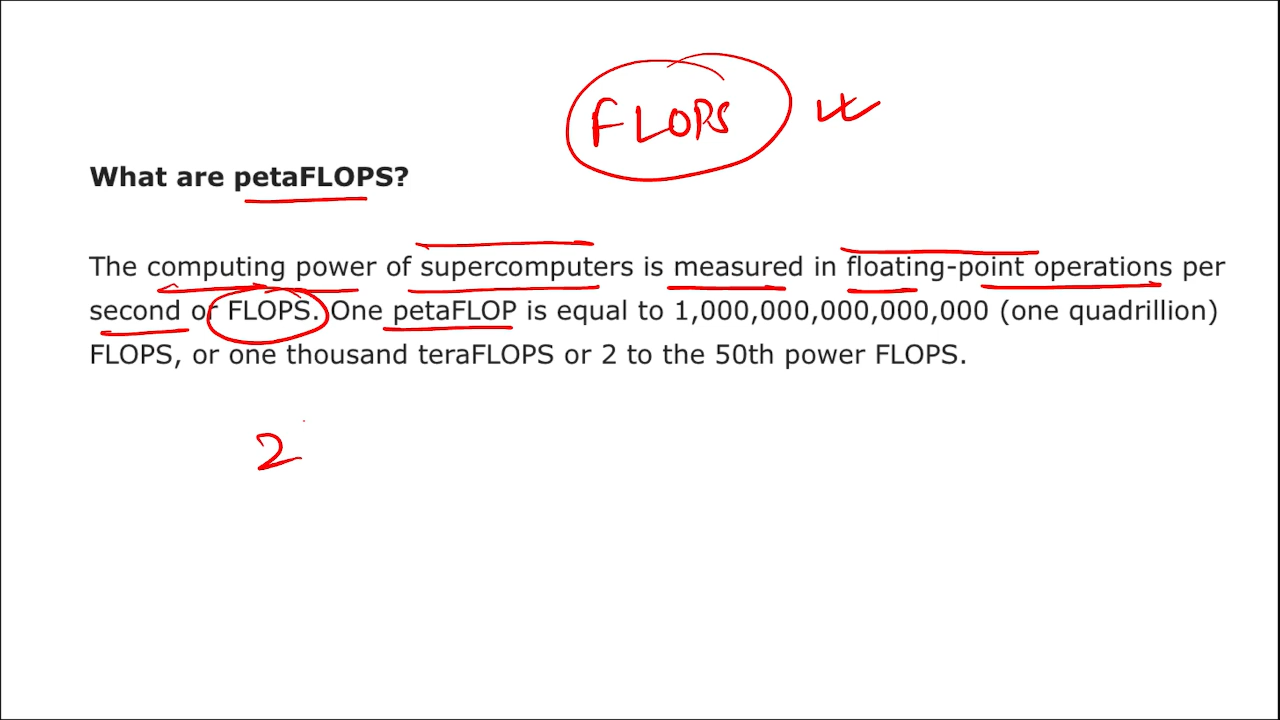 FLOPS
What are petaFLOPS?
The computing power of supercomputers is measured in floating-point operations per
second or FLOPS. One petaFLOP is equal to 1,000,000,000,000,000 (one quadrillion)
FLOPS, or one thousand teraFLOPS or 2 to the 50th power FLOPS.
2